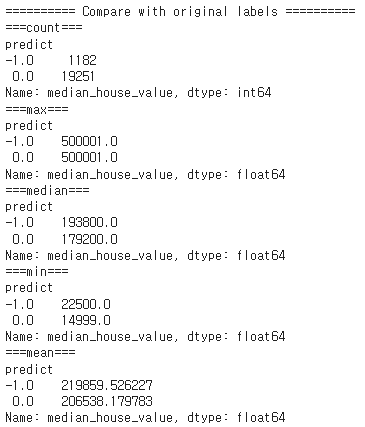 ========== Compare with original labels ==========
===count===
predict
-1.0     1182
 0.0    19251
Name: median_house_value, dtype: int64
===max===
predict
-1.0    500001.0
 0.0    500001.0
Name: median_house_value, dtype: float64
===median===
predict
-1.0    193800.0
 0.0    179200.0
Name: median_house_value, dtype: float64
===min===
predict
-1.0    22500.0
 0.0    14999.0
Name: median_house_value, dtype: float64
===mean===
predict
-1.0    219859.526227
 0.0    206538.179783
Name: median_house_value, dtype: float64